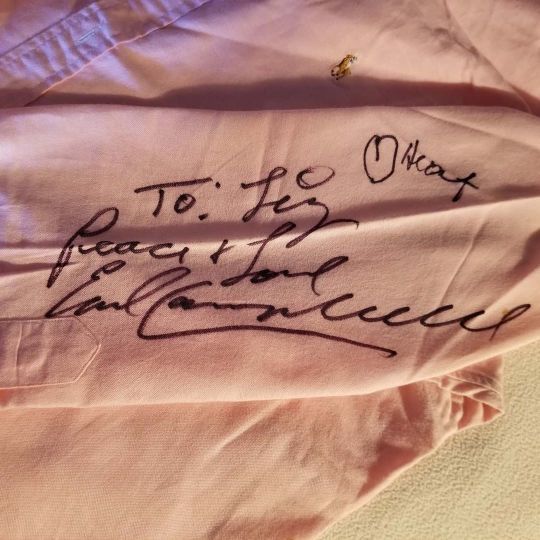 Heart
To: Liz
Peace + Love